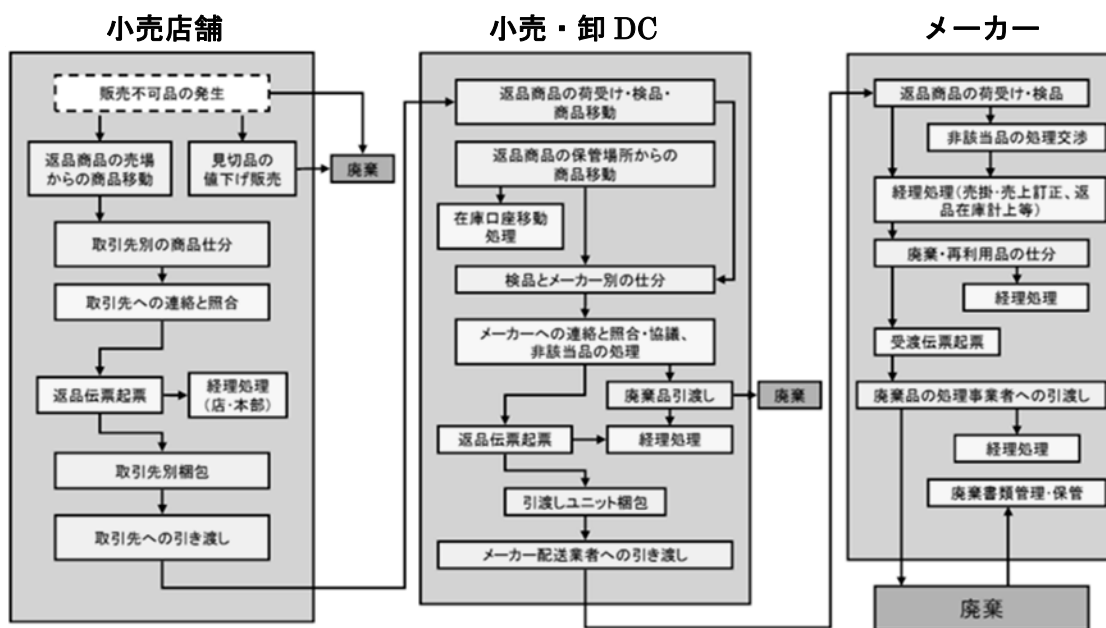 小売店舗
販売不可品の発生
返品商品の売場
からの商品移動
見切品の
値下げ販売
廃棄
取引先別の商品仕分
取引先への連絡と照合
返品伝票起票
経理処理
(店・本部)
取引先別梱包
取引先への引き渡し
小売・卸 DC
返品商品の荷受け・検品・
商品移動
返品商品の保管場所からの
商品移動
在庫口座移動
処理
検品とメーカー別の仕分
メーカーへの連絡と照合・協議、
非該当品の処理
廃棄品引渡し
廃棄
返品伝票起票
経理処理
引渡しユニット梱包
メーカー配送業者への引き渡し
メーカー
返品商品の荷受け・検品
非該当品の処理交渉
経理処理(売掛・売上訂正、返
品在庫計上等)
廃棄・再利用品の仕分
経理処理
受渡伝票起票
廃棄品の処理事業者への引渡し
経理処理
廃棄書類管理・保管
廃棄